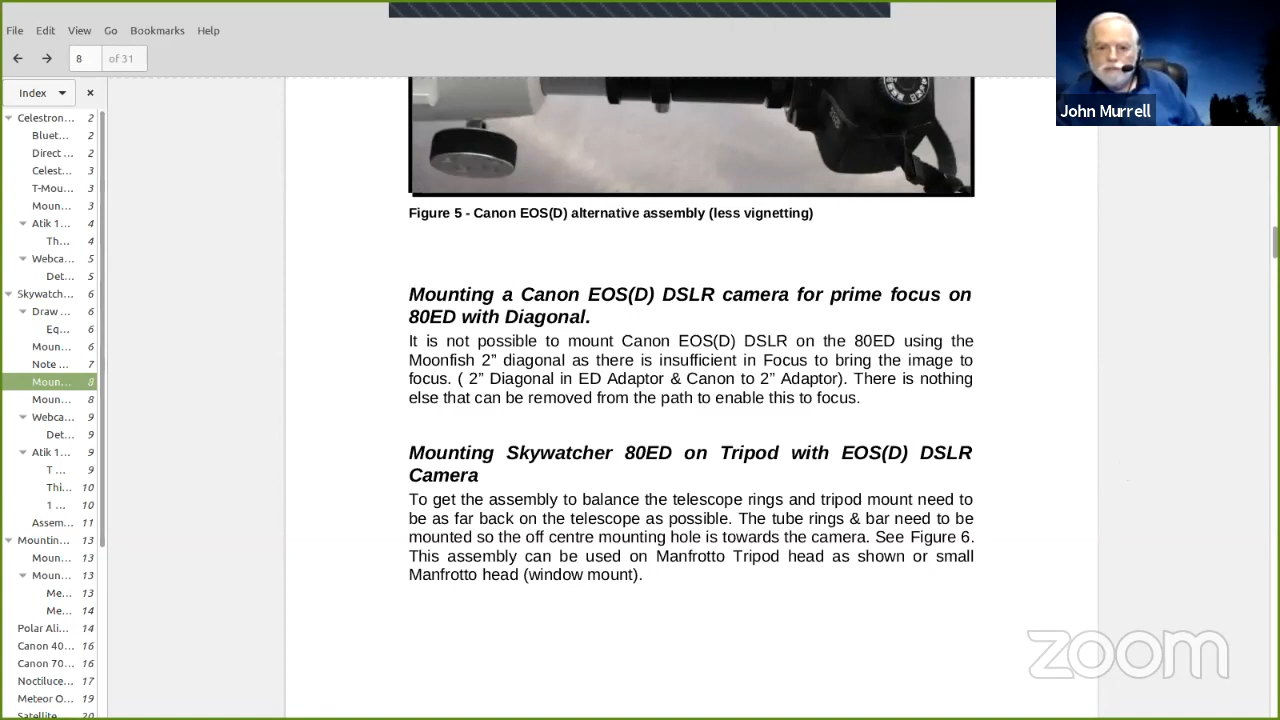 File Edit View Go Bookmarks Help
8 of 31
Index
Celestron... 2
Bluet... 2
Direct ... 2
Celest... 3
T-Mou... 3
Moun... 3
Atik 1... 4
Th... 4
Webca... 5
Det... 5
Skywatch... 6
Draw ... 6
Eq... 6
Moun... 6
Note ... 7
Moun... 8
Moun... 8
Webca... 9
Det... 9
Atik 1... 9
T ... 9
Thi... 10
1 ... 10
Assem... 11
Mountin... 13
Moun... 13
Moun... 13
Me... 13
Me... 14
Polar Ali... 14
Canon 40... 16
Canon 70... 16
Noctiluce... 17
Meteor O... 19
Satellite 20
Figure 5 - Canon EOS(D) alternative assembly (less vignetting)
Mounting a Canon EOS(D) DSLR camera for prime focus on
80ED with Diagonal.
It is not possible to mount Canon EOS(D) DSLR on the 80ED using the
Moonfish 2” diagonal as there is insufficient in Focus to bring the image to
focus. ( 2” Diagonal in ED Adaptor & Canon to 2” Adaptor). There is nothing
else that can be removed from the path to enable this to focus.
Mounting Skywatcher 80ED on Tripod with EOS(D) DSLR
Camera
To get the assembly to balance the telescope rings and tripod mount need to
be as far back on the telescope as possible. The tube rings & bar need to be
mounted so the off centre mounting hole is towards the camera. See Figure 6.
This assembly can be used on Manfrotto Tripod head as shown or small
Manfrotto head (window mount).
John Murrell
zoom